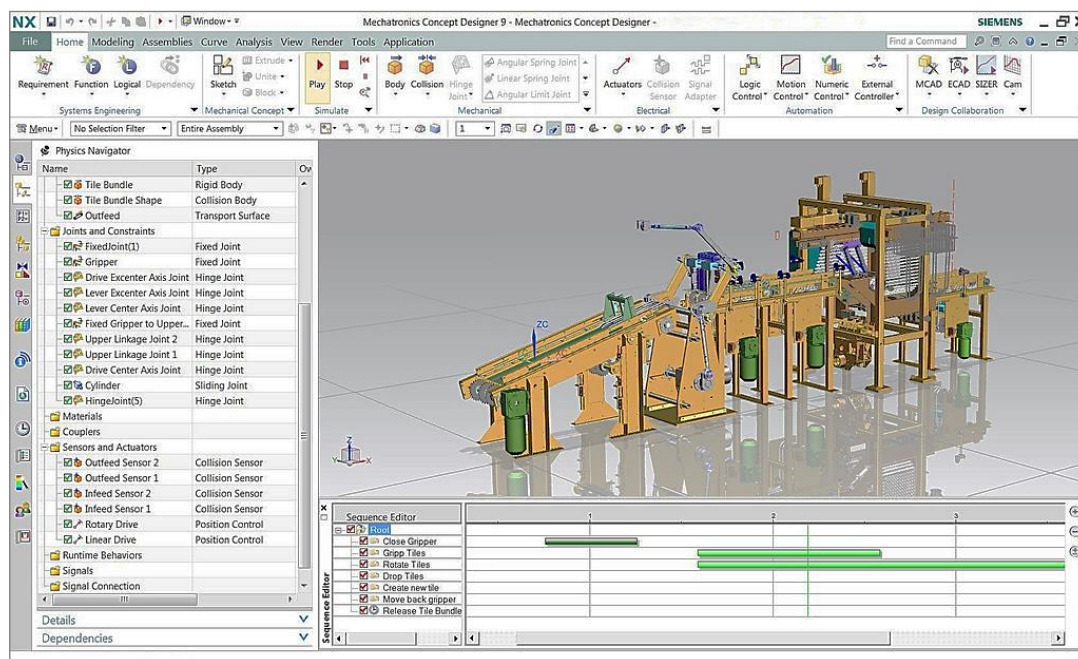 NX Window Mechatronics Concept Designer 9 - Mechatronics Concept Designer - SIEMENS
File Home Modeling Assemblies Curve Analysis View Render Tools Application Find a Command
Requirement Function Logical Dependency Sketch Extrude Unite Block Play Stop Body Collision Hinge Joint Angular Spring Joint Linear Spring Joint Angular Limit Joint Actuators Collision Sensor Signal Adapter Logic Control Motion Control Numeric Control External Controller MCAD ECAD SIZER Cam
Systems Engineering Mechanical Concept Simulate Mechanical Electrical Automation Design Collaboration
Menu No Selection Filter Entire Assembly 1
Physics Navigator
Name Type Ov
Tile Bundle Rigid Body
Tile Bundle Shape Collision Body
Outfeed Transport Surface
Joints and Constraints
FixedJoint(1) Fixed Joint
Gripper Fixed Joint
Drive Excenter Axis Joint Hinge Joint
Lever Excenter Axis Joint Hinge Joint
Lever Center Axis Joint Hinge Joint
Fixed Gripper to Upper... Fixed Joint
Upper Linkage Joint 2 Hinge Joint
Upper Linkage Joint 1 Hinge Joint
Drive Center Axis Joint Hinge Joint
Cylinder Sliding Joint
HingeJoint(5) Hinge Joint
Materials
Couplers
Sensors and Actuators
Outfeed Sensor 2 Collision Sensor
Outfeed Sensor 1 Collision Sensor
Infeed Sensor 2 Collision Sensor
Infeed Sensor 1 Collision Sensor
Rotary Drive Position Control
Linear Drive Position Control
Runtime Behaviors
Signals
Signal Connection
Details
Dependencies
ZC
Z
Y X
Sequence Editor
Sequence Editor 1 2 3
Root
Close Gripper
Gripp Tiles
Rotate Tiles
Drop Tiles
Create new tile
Move back gripper
Release Tile Bundle